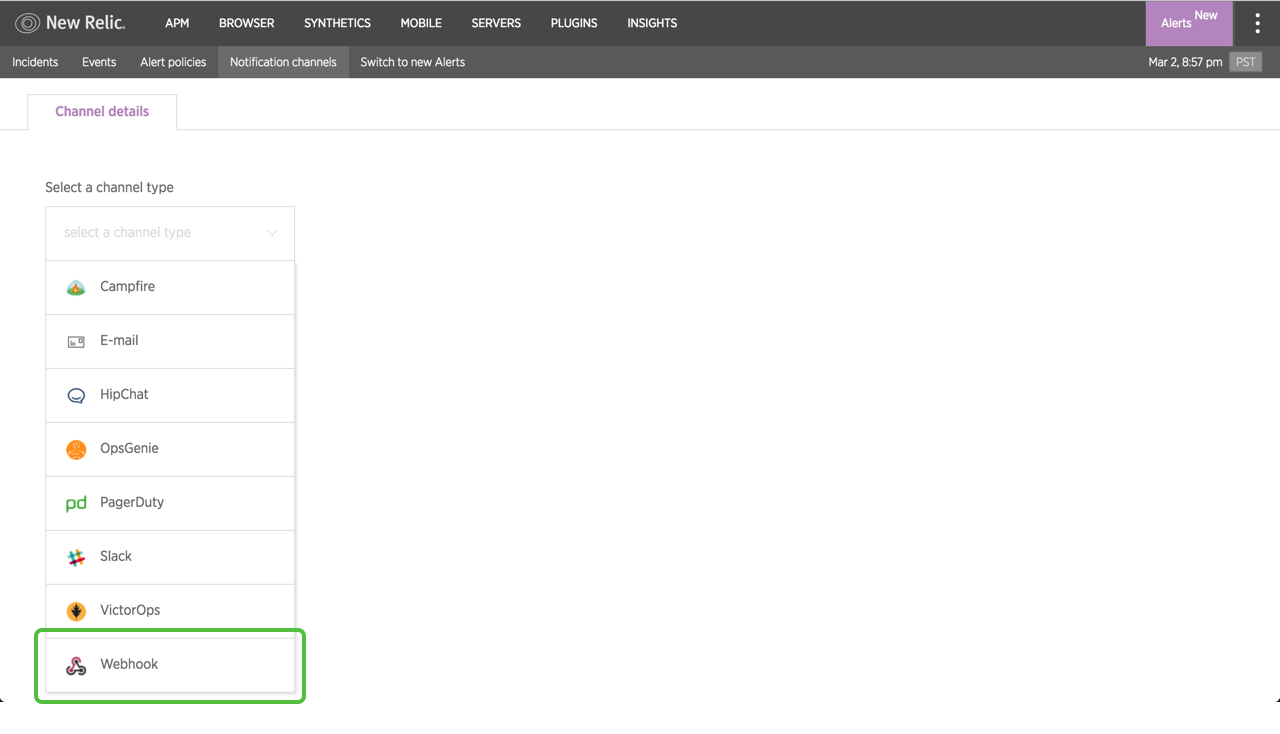 New Relic. APM BROWSER SYNTHETICS MOBILE SERVERS PLUGINS INSIGHTS Alerts New
Incidents Events Alert policies Notification channels Switch to new Alerts Mar 2, 8:57 pm PST
Channel details
Select a channel type
select a channel type
Campfire
E-mail
HipChat
OpsGenie
pd PagerDuty
Slack
VictorOps
Webhook